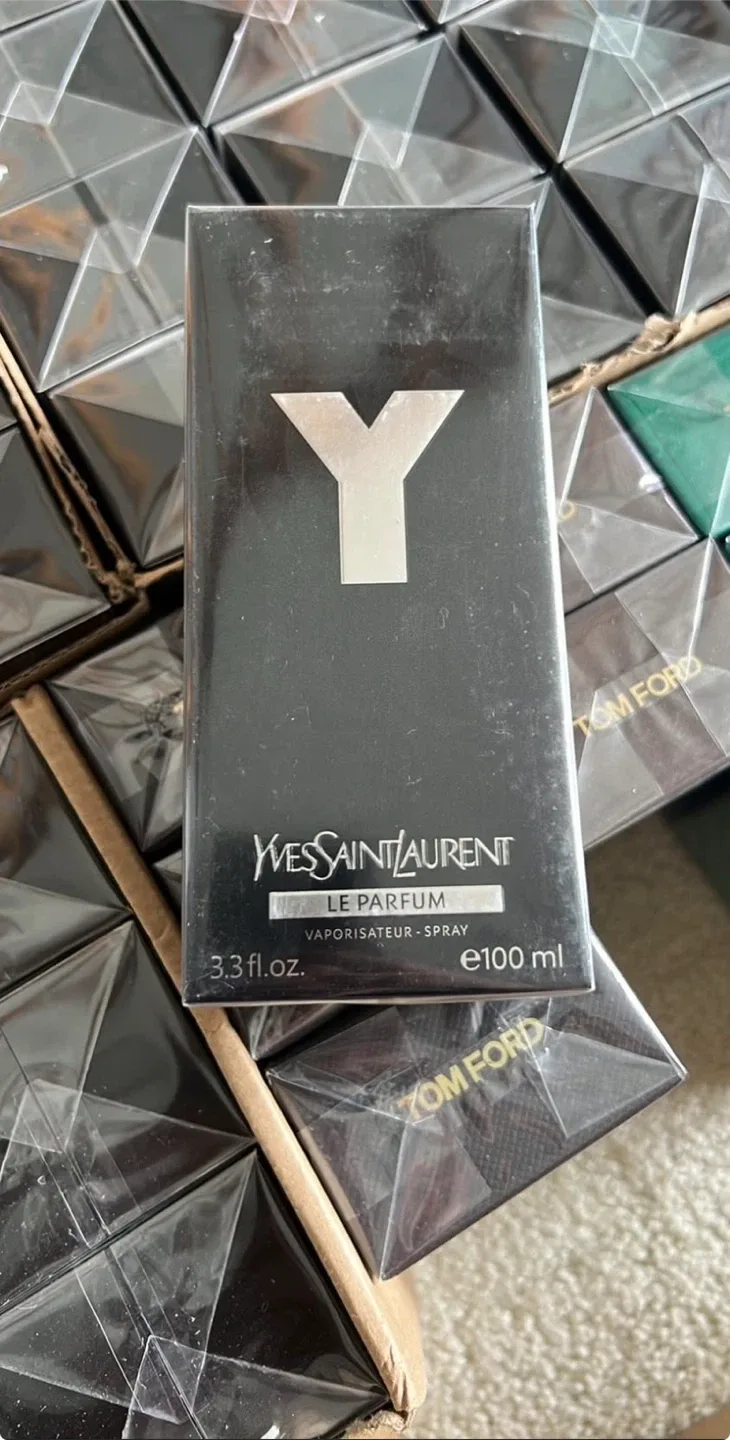 Y
YVESSAINTLAURENT
LE PARFUM
VAPORISATEUR - SPRAY
3.3 fl.oz. e100 ml
TOM FORD
TOM FORD